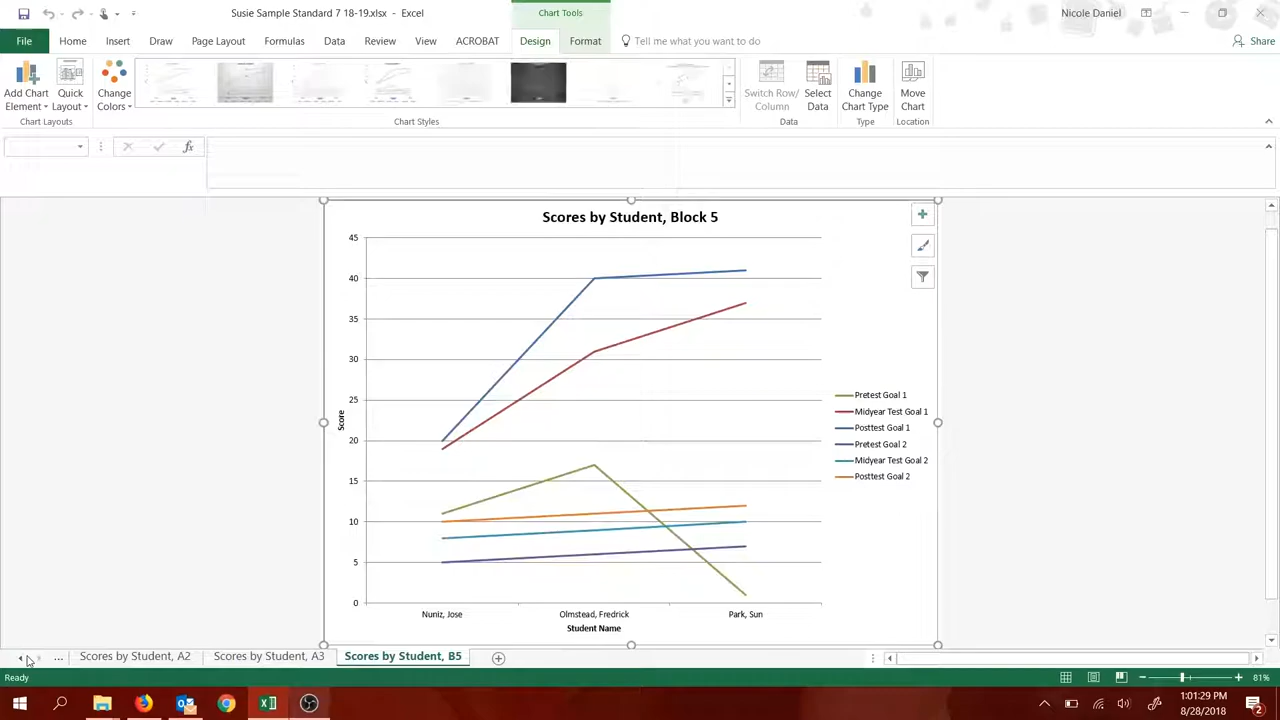 Susie Sample Standard 7 18-19.xlsx - Excel
Chart Tools
Nicole Daniel
File
Home
Insert
Draw
Page Layout
Formulas
Data
Review
View
ACROBAT
Design
Format
Tell me what you want to do
Share
Add Chart
Element
Quick
Layout
Change
Colors
Switch Row/
Column
Select
Data
Change
Chart Type
Move
Chart
Chart Layouts
Chart Styles
Data
Type
Location
fx
Scores by Student, Block 5
45
40
35
30
25
20
15
10
5
0
Score
Pretest Goal 1
Midyear Test Goal 1
Posttest Goal 1
Pretest Goal 2
Midyear Test Goal 2
Posttest Goal 2
Nuniz, Jose
Olmstead, Fredrick
Park, Sun
Student Name
...
Scores by Student, A2
Scores by Student, A3
Scores by Student, B5
Ready
81%
1:01:29 PM
8/28/2018
2